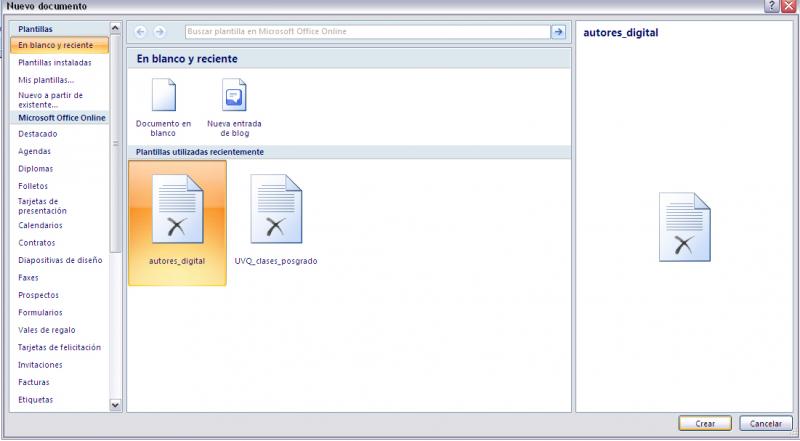 Nuevo documento
Plantillas
En blanco y reciente
Plantillas instaladas
Mis plantillas...
Nuevo a partir de
existente...
Microsoft Office Online
Destacado
Agendas
Diplomas
Folletos
Tarjetas de
presentación
Calendarios
Contratos
Diapositivas de diseño
Faxes
Prospectos
Formularios
Vales de regalo
Tarjetas de felicitación
Invitaciones
Facturas
Etiquetas
Buscar plantilla en Microsoft Office Online
En blanco y reciente
Documento en
blanco
Nueva entrada
de blog
Plantillas utilizadas recientemente
autores_digital
UVQ_clases_posgrado
autores_digital
Crear
Cancelar